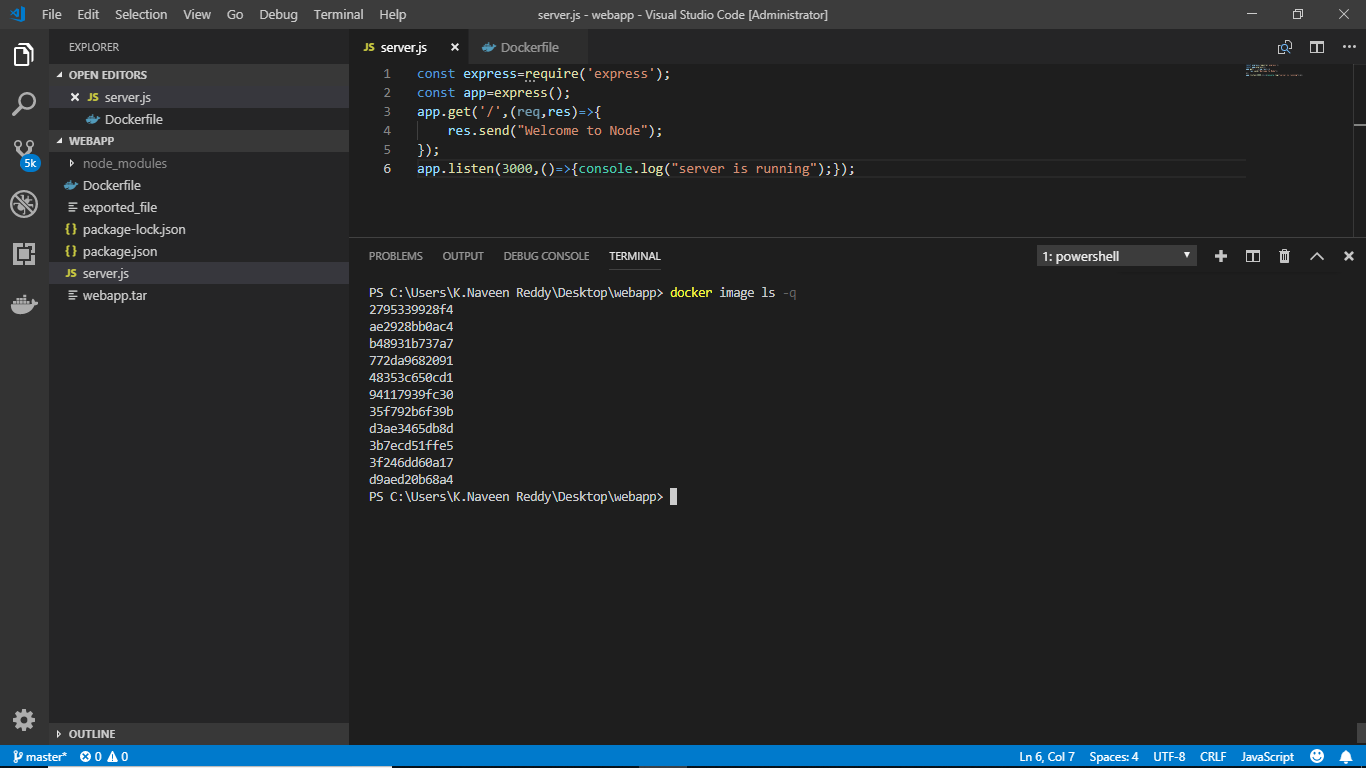 File Edit Selection View Go Debug Terminal Help server.js - webapp - Visual Studio Code [Administrator]
EXPLORER
OPEN EDITORS
JS server.js
Dockerfile
WEBAPP
node_modules
Dockerfile
exported_file
{} package-lock.json
{} package.json
JS server.js
webapp.tar
OUTLINE
5k
JS server.js Dockerfile
1 const express=require('express');
2 const app=express();
3 app.get('/',(req,res)=>{
4 res.send("Welcome to Node");
5 });
6 app.listen(3000,()=>{console.log("server is running");});
PROBLEMS OUTPUT DEBUG CONSOLE TERMINAL 1: powershell
PS C:\Users\K.Naveen Reddy\Desktop\webapp> docker image ls -q
2795339928f4
ae2928bb0ac4
b48931b737a7
772da9682091
48353c650cd1
94117939fc30
35f792b6f39b
d3ae3465db8d
3b7ecd51ffe5
3f246dd60a17
d9aed20b68a4
PS C:\Users\K.Naveen Reddy\Desktop\webapp>
master* 0 0 Ln 6, Col 7 Spaces: 4 UTF-8 CRLF JavaScript